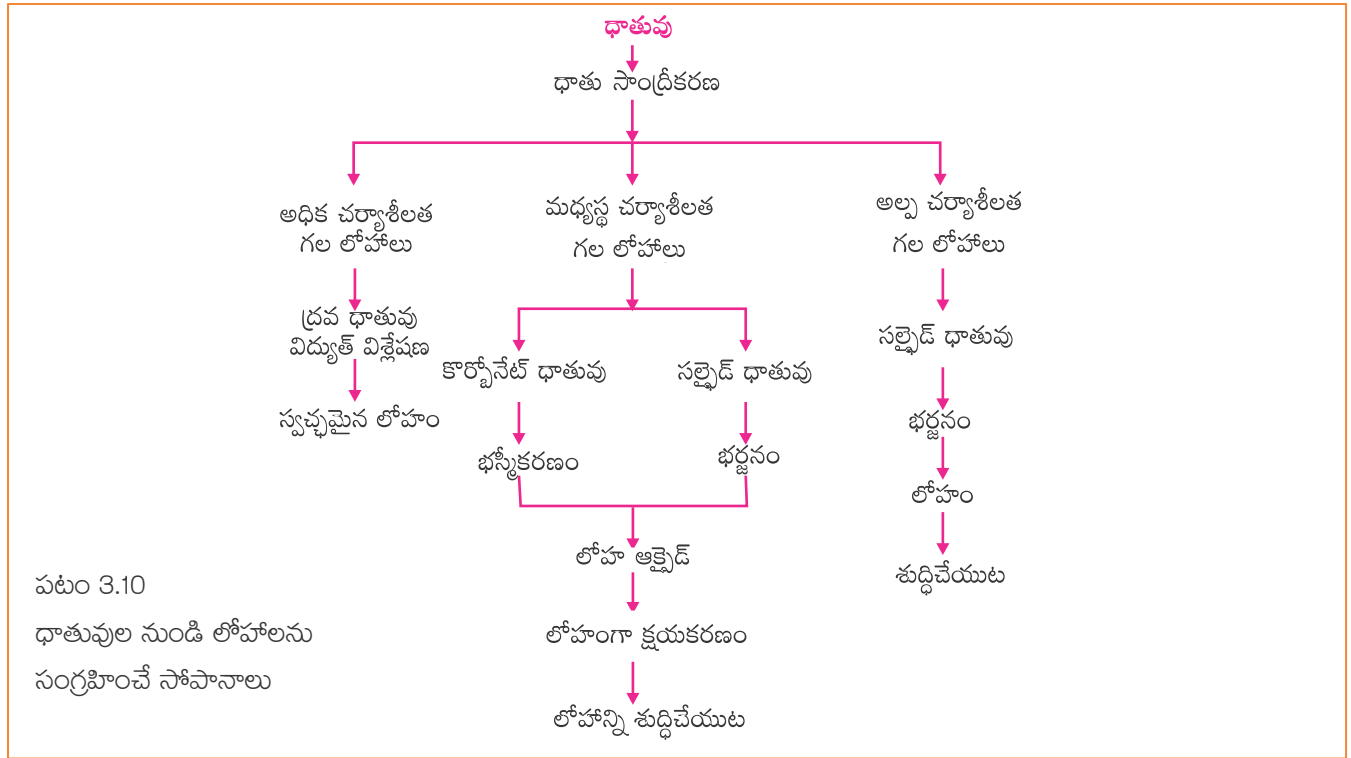 ధాతువు
ధాతు సాంద్రీకరణ
అధిక చర్యాశీలత
గల లోహాలు
మధ్యస్థ చర్యాశీలత
గల లోహాలు
అల్ప చర్యాశీలత
గల లోహాలు
ద్రవ ధాతువు
విద్యుత్ విశ్లేషణ
స్వచ్ఛమైన లోహం
కార్బోనేట్ ధాతువు
సల్ఫైడ్ ధాతువు
భస్మీకరణం
భర్జనం
లోహ ఆక్సైడ్
లోహంగా క్షయకరణం
లోహాన్ని శుద్ధిచేయుట
సల్ఫైడ్ ధాతువు
భర్జనం
లోహం
శుద్ధిచేయుట
పటం 3.10
ధాతువుల నుండి లోహాలను
సంగ్రహించే సోపానాలు